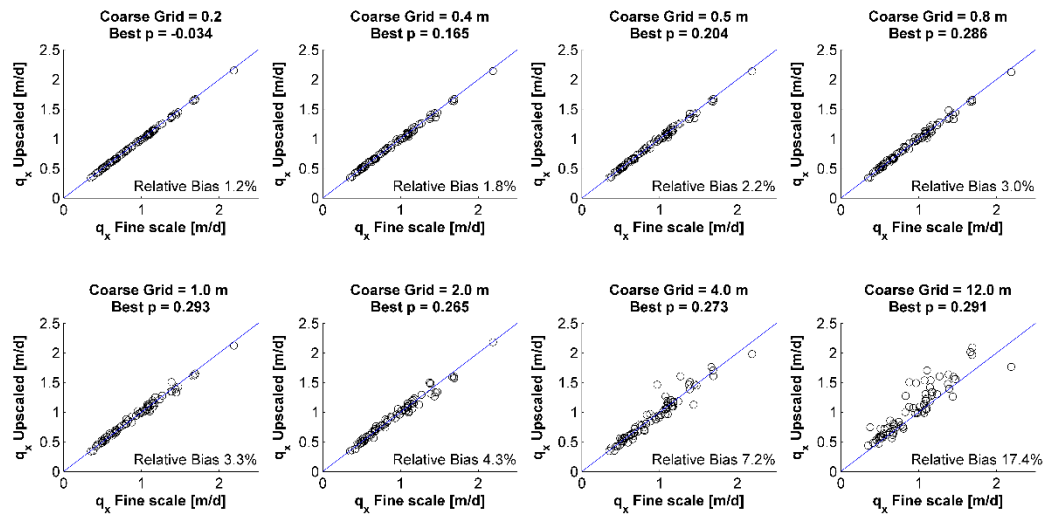 Coarse Grid = 0.2
Best p = -0.034
2.5
2
1.5
1
0.5
0
0 1 2
q_x Upscaled [m/d]
q_x Fine scale [m/d]
Relative Bias 1.2%
Coarse Grid = 0.4 m
Best p = 0.165
2.5
2
1.5
1
0.5
0
0 1 2
q_x Upscaled [m/d]
q_x Fine scale [m/d]
Relative Bias 1.8%
Coarse Grid = 0.5 m
Best p = 0.204
2.5
2
1.5
1
0.5
0
0 1 2
q_x Upscaled [m/d]
q_x Fine scale [m/d]
Relative Bias 2.2%
Coarse Grid = 0.8 m
Best p = 0.286
2.5
2
1.5
1
0.5
0
0 1 2
q_x Upscaled [m/d]
q_x Fine scale [m/d]
Relative Bias 3.0%
Coarse Grid = 1.0 m
Best p = 0.293
2.5
2
1.5
1
0.5
0
0 1 2
q_x Upscaled [m/d]
q_x Fine scale [m/d]
Relative Bias 3.3%
Coarse Grid = 2.0 m
Best p = 0.265
2.5
2
1.5
1
0.5
0
0 1 2
q_x Upscaled [m/d]
q_x Fine scale [m/d]
Relative Bias 4.3%
Coarse Grid = 4.0 m
Best p = 0.273
2.5
2
1.5
1
0.5
0
0 1 2
q_x Upscaled [m/d]
q_x Fine scale [m/d]
Relative Bias 7.2%
Coarse Grid = 12.0 m
Best p = 0.291
2.5
2
1.5
1
0.5
0
0 1 2
q_x Upscaled [m/d]
q_x Fine scale [m/d]
Relative Bias 17.4%